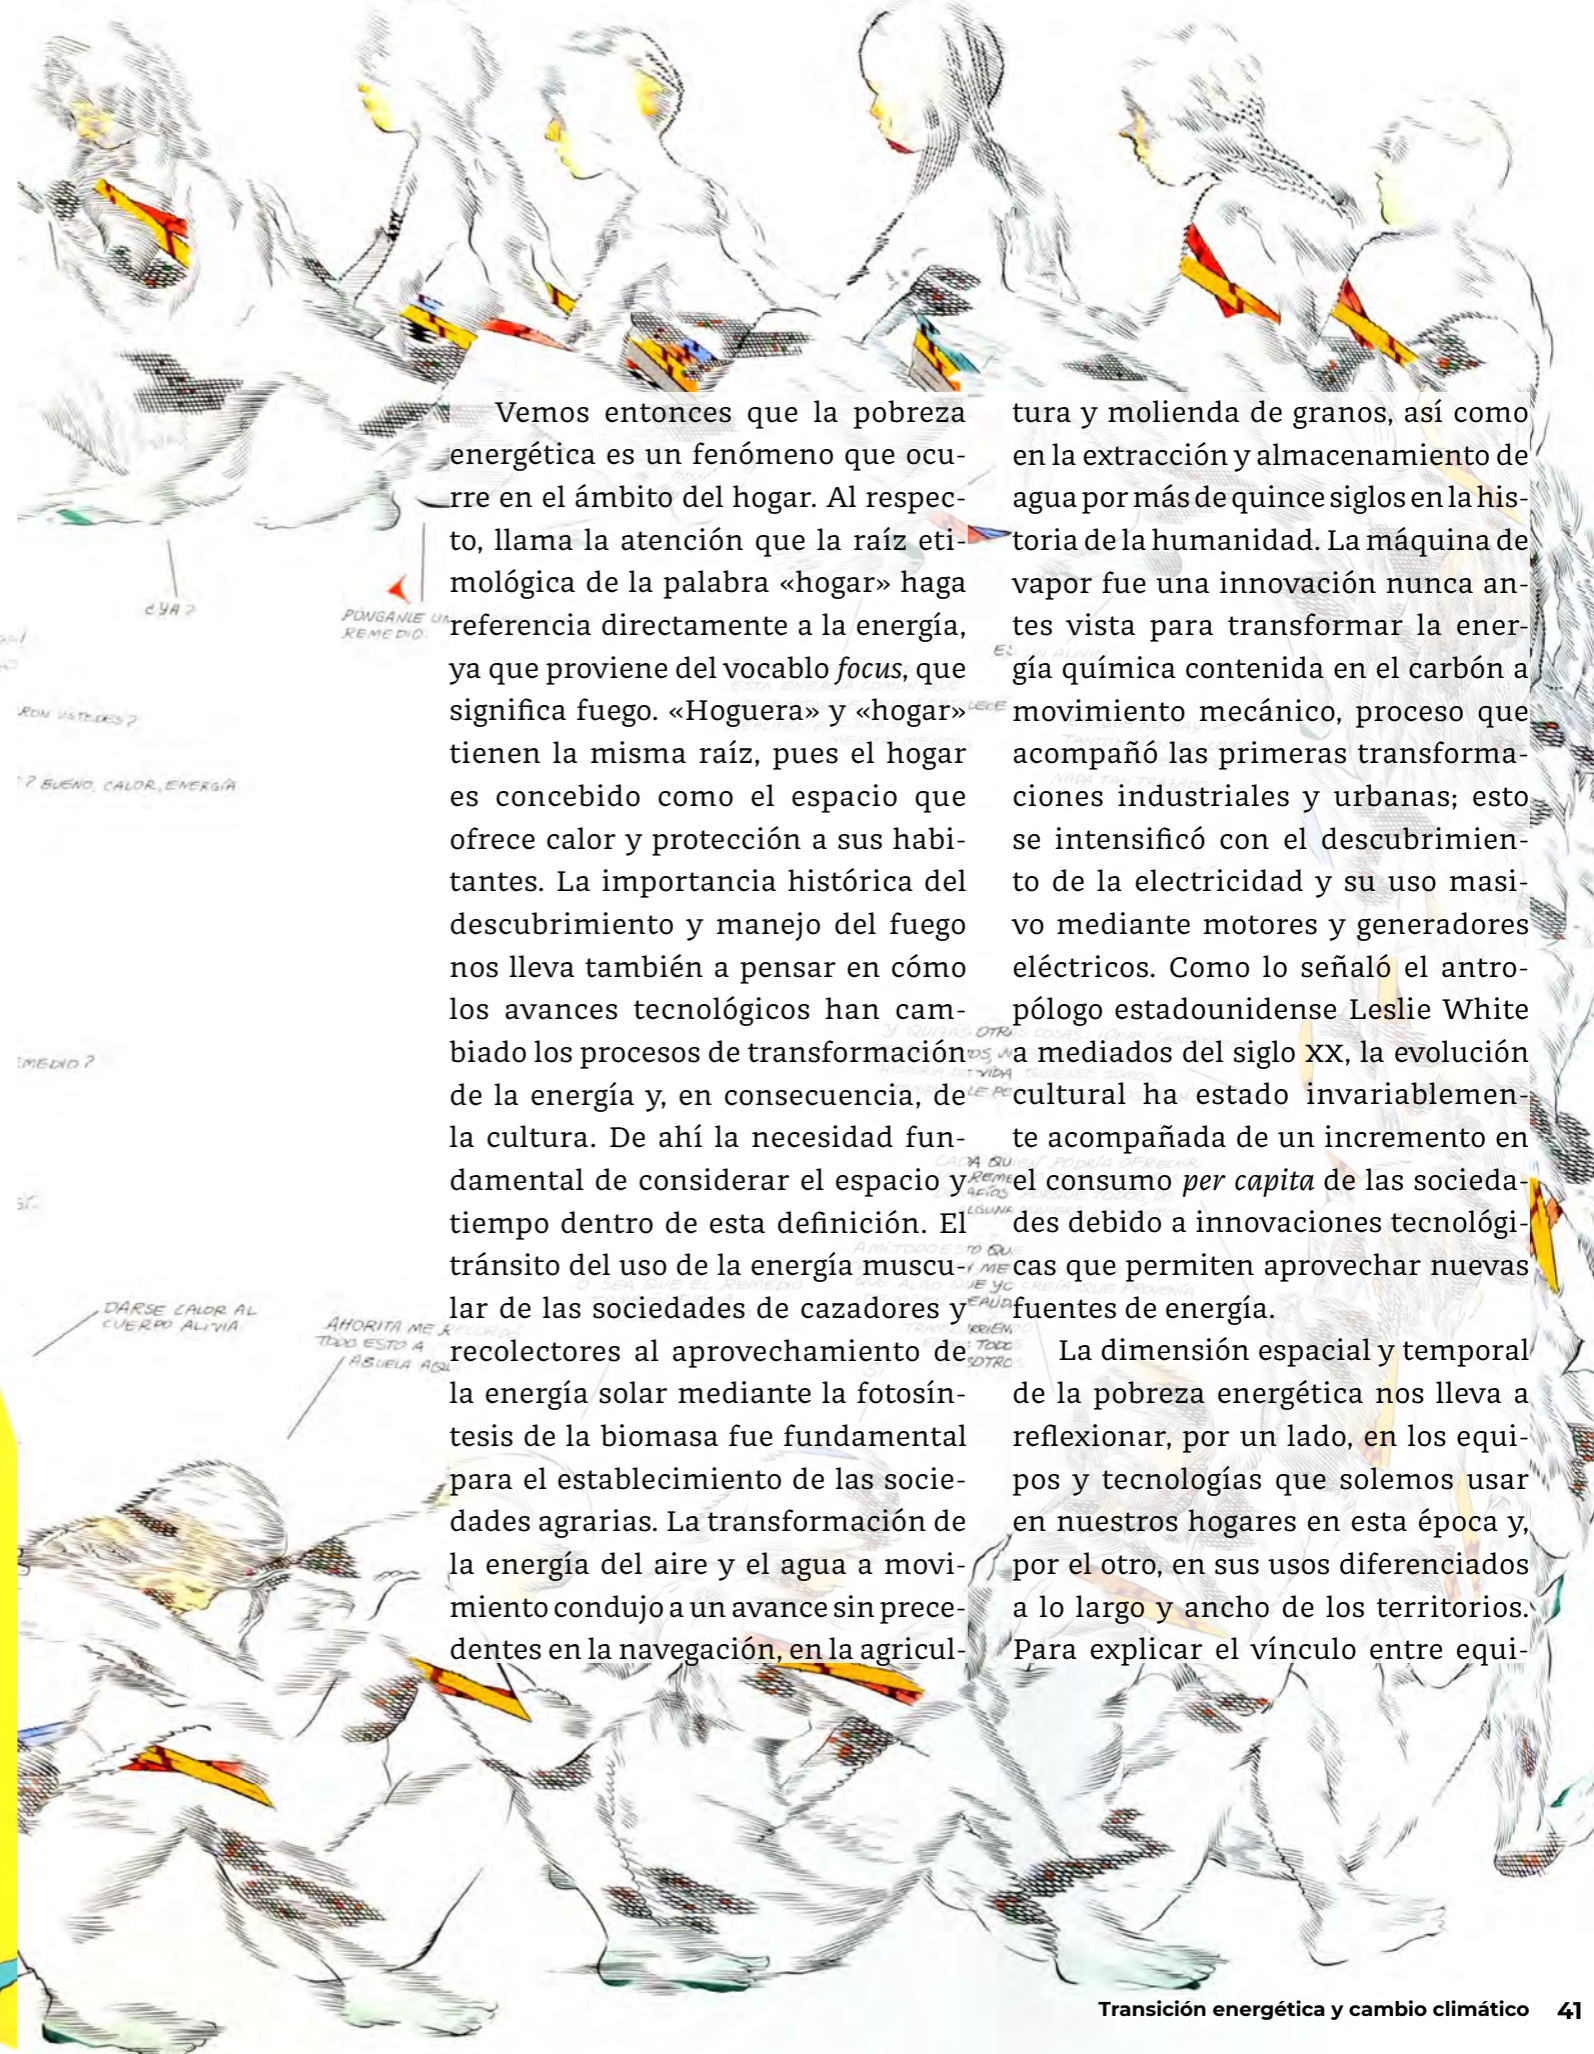 Vemos entonces que la pobreza
energética es un fenómeno que ocu-
rre en el ámbito del hogar. Al respec-
to, llama la atención que la raíz eti-
mológica de la palabra «hogar» haga
referencia directamente a la energía,
ya que proviene del vocablo focus, que
significa fuego. «Hoguera» y «hogar»
tienen la misma raíz, pues el hogar
es concebido como el espacio que
ofrece calor y protección a sus habi-
tantes. La importancia histórica del
descubrimiento y manejo del fuego
nos lleva también a pensar en cómo
los avances tecnológicos han cam-
biado los procesos de transformación
de la energía y, en consecuencia, de
la cultura. De ahí la necesidad fun-
damental de considerar el espacio y
tiempo dentro de esta definición. El
tránsito del uso de la energía muscu-
lar de las sociedades de cazadores y
recolectores al aprovechamiento de
la energía solar mediante la fotosín-
tesis de la biomasa fue fundamental
para el establecimiento de las socie-
dades agrarias. La transformación de
la energía del aire y el agua a movi-
miento condujo a un avance sin prece-
dentes en la navegación, en la agricul-
tura y molienda de granos, así como
en la extracción y almacenamiento de
agua por más de quince siglos en la his-
toria de la humanidad. La máquina de
vapor fue una innovación nunca an-
tes vista para transformar la ener-
gía química contenida en el carbón a
movimiento mecánico, proceso que
acompañó las primeras transforma-
ciones industriales y urbanas; esto
se intensificó con el descubrimien-
to de la electricidad y su uso masi-
vo mediante motores y generadores
eléctricos. Como lo señaló el antro-
pólogo estadounidense Leslie White
a mediados del siglo XX, la evolución
cultural ha estado invariablemen-
te acompañada de un incremento en
el consumo per capita de las socieda-
des debido a innovaciones tecnológi-
cas que permiten aprovechar nuevas
fuentes de energía.
La dimensión espacial y temporal
de la pobreza energética nos lleva a
reflexionar, por un lado, en los equi-
pos y tecnologías que solemos usar
en nuestros hogares en esta época y,
por el otro, en sus usos diferenciados
a lo largo y ancho de los territorios.
Para explicar el vínculo entre equi-
¿YA?
PÓNGANLE UN
REMEDIO.
RON USTEDES?
? BUENO, CALOR, ENERGÍA
EMEDIO?
DARSE CALOR AL
CUERPO ALIVIA.
AHORITA ME
TODO ESTO A
ABUELA
Transición energética y cambio climático 41